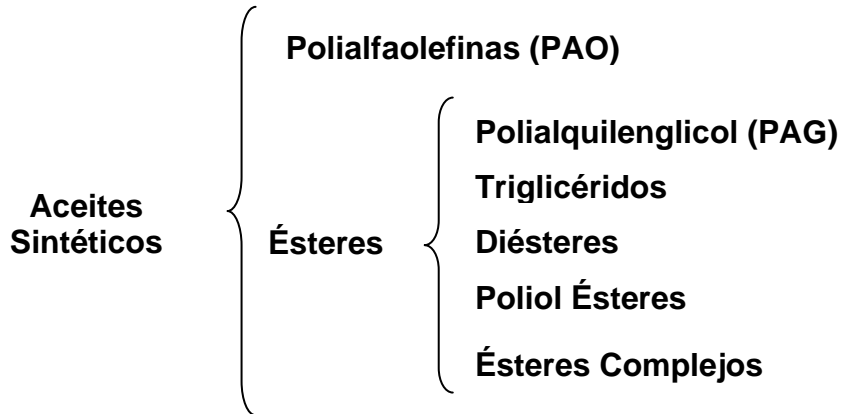 Polialfaolefinas (PAO)
Polialquilenglicol (PAG)
Triglicéridos
Aceites
Sintéticos
Ésteres
Diésteres
Poliol Ésteres
Ésteres Complejos